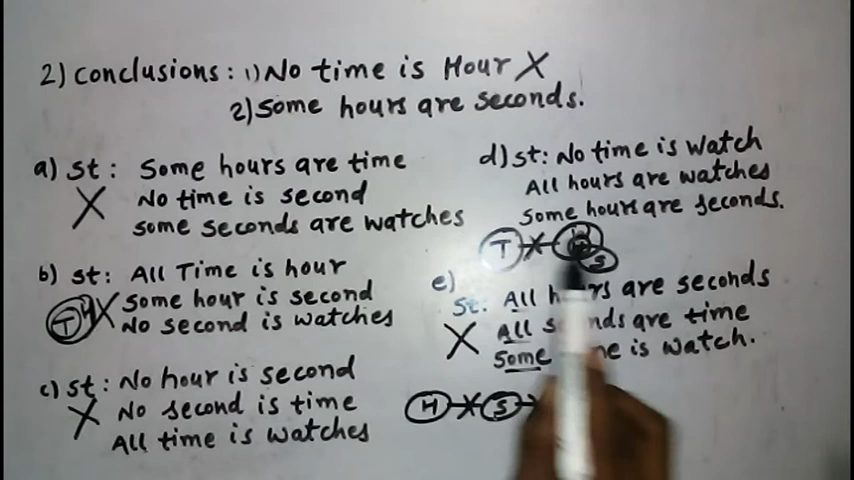 2) Conclusions: 1) No time is Hour X
2) Some hours are seconds.
a) St: Some hours are time
X No time is second
some seconds are watches
b) St: All Time is hour
X Some hour is second
No second is watches
T H
c) St: No hour is second
X No second is time
All time is watches
d) St: No time is watch
All hours are watches
Some hours are seconds.
T X H S
e)
St. All are seconds
X All are time
Some is watch.
H X S